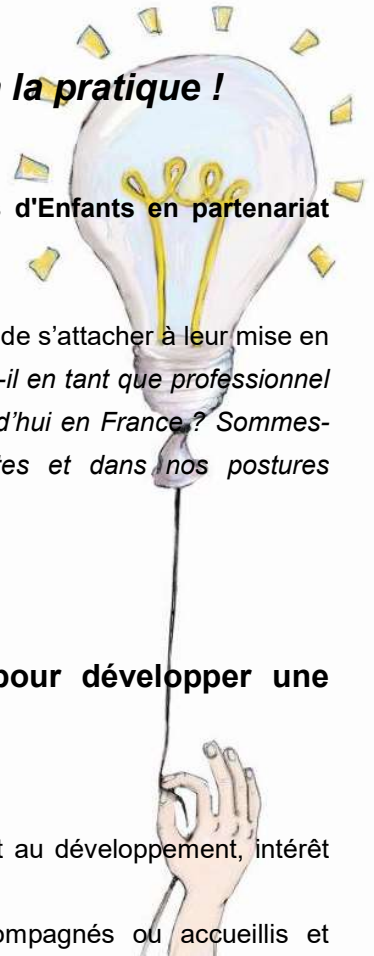 la pratique !
d'Enfants en partenariat
de s'attacher à leur mise en
-il en tant que professionnel
d'hui en France ? Sommes-
tes et dans nos postures
pour développer une
t au développement, intérêt
ompagnés ou accueillis et